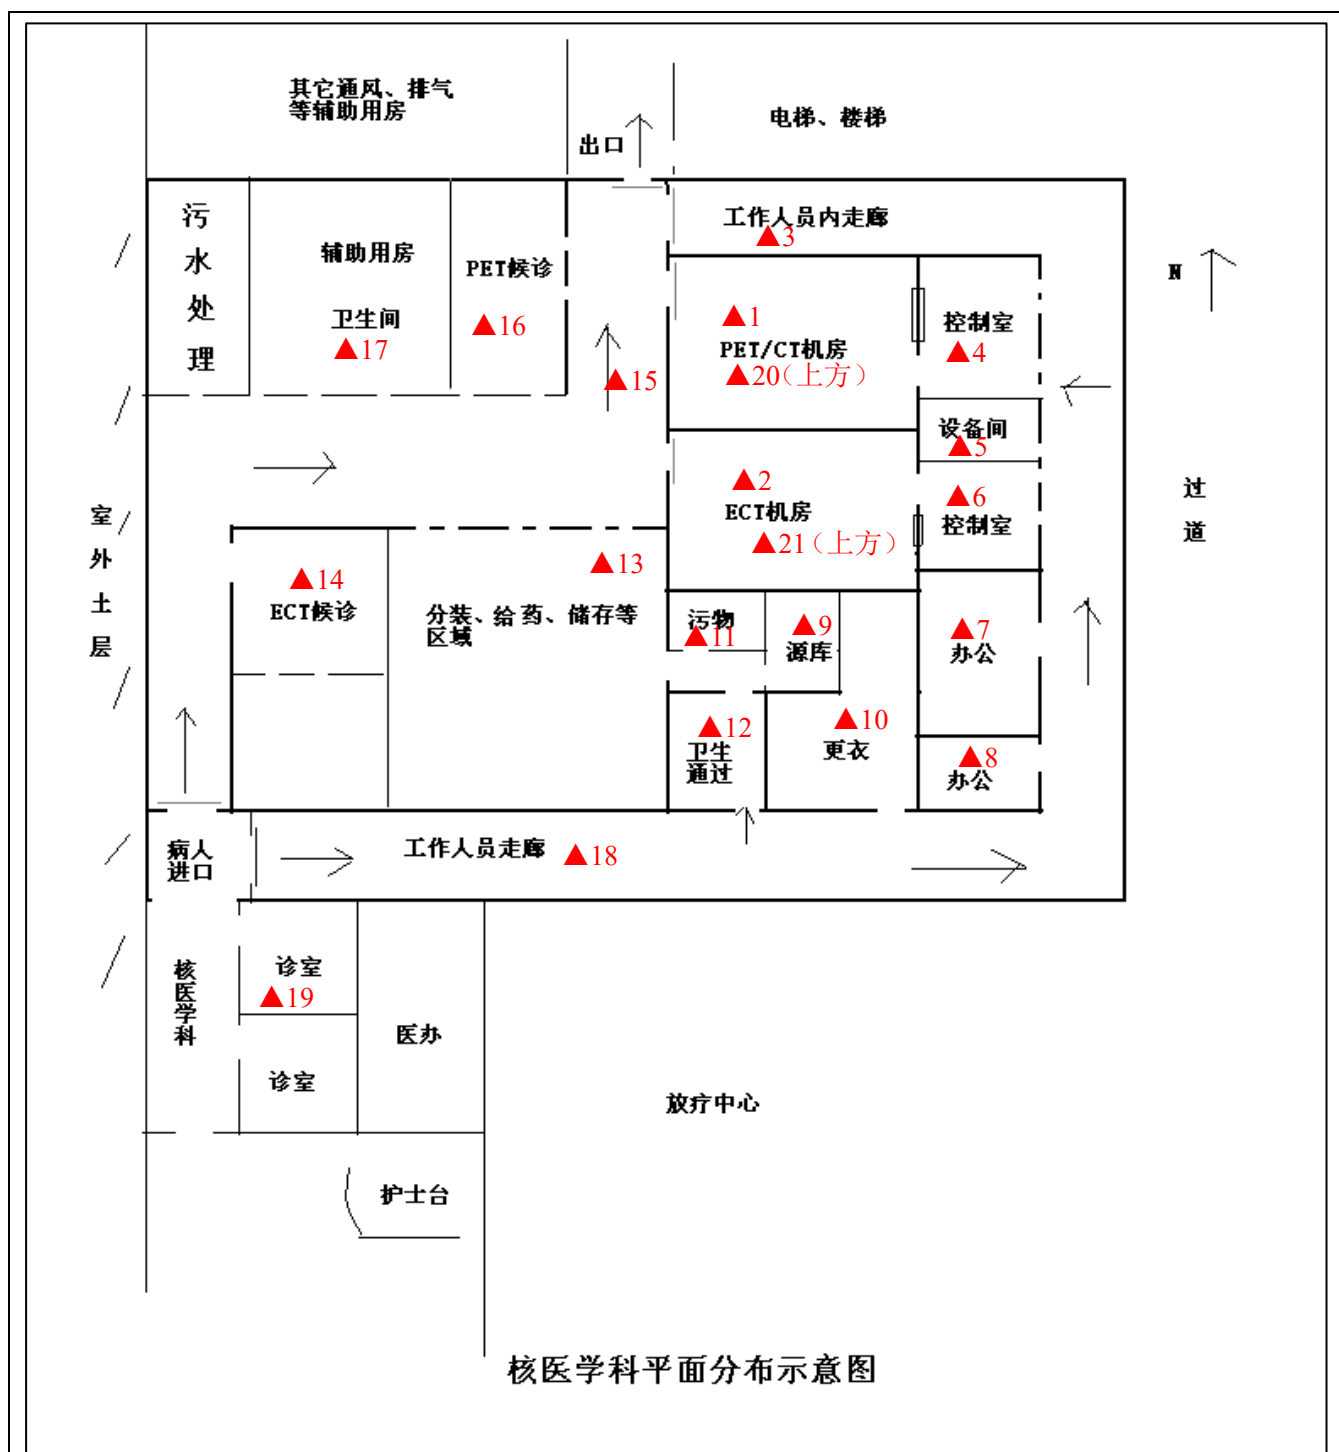 其它通风、排气
等辅助用房
出口
电梯、楼梯
污
水
处
理
辅助用房
卫生间
▲17
PET候诊
▲16
▲15
工作人员内走廊
▲3
▲1
PET/CT机房
▲20（上方）
控制室
▲4
设备间
▲5
N
▲2
ECT机房
▲21（上方）
▲6
控制室
过
道
室
外
土
层
▲14
ECT候诊
▲13
分装、给药、储存等
区域
污物
▲11
▲9
源库
▲7
办公
▲12
卫生
通过
▲10
更衣
▲8
办公
病人
进口
工作人员走廊
▲18
核
医
学
科
诊室
▲19
诊室
医办
护士台
放疗中心
核医学科平面分布示意图